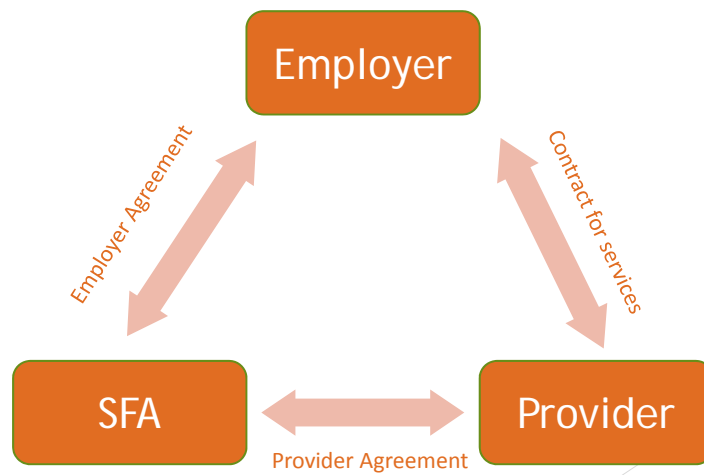 Employer
Employer Agreement
Contract for services
SFA
Provider
Provider Agreement